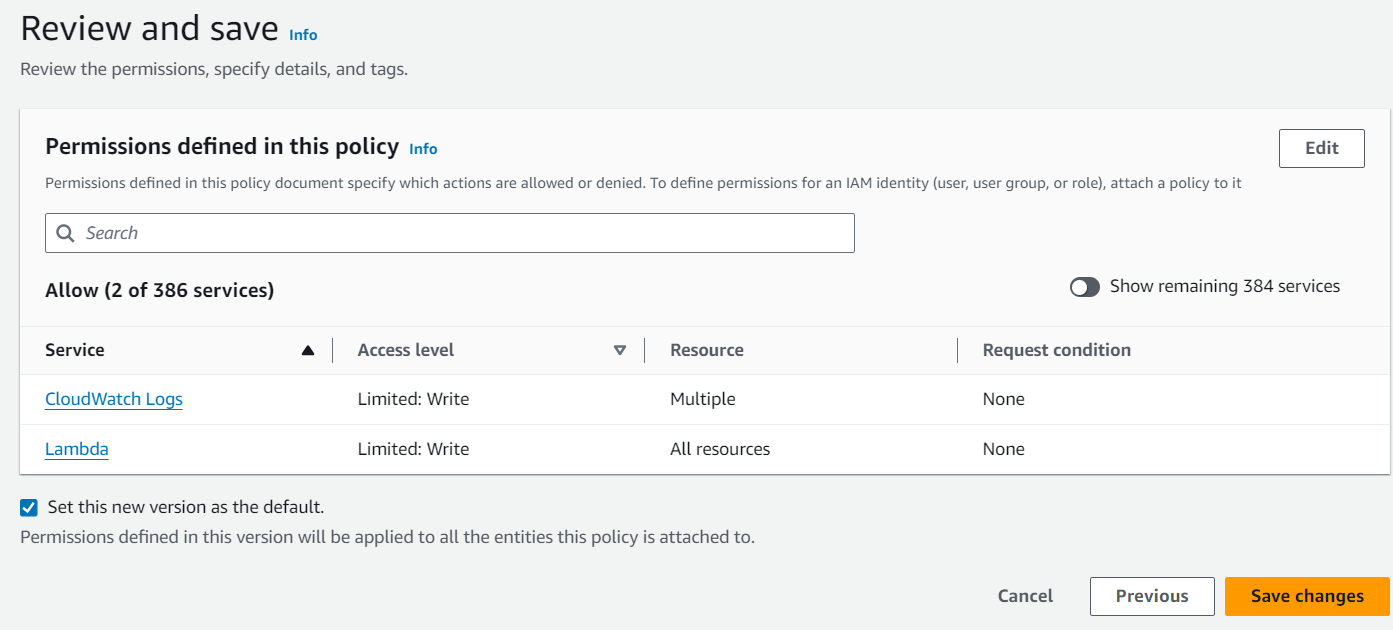 Review and save Info
Review the permissions, specify details, and tags.
Permissions defined in this policy Info
Edit
Permissions defined in this policy document specify which actions are allowed or denied. To define permissions for an IAM identity (user, user group, or role), attach a policy to it
Search
Allow (2 of 386 services)
Show remaining 384 services
Service Access level Resource Request condition
CloudWatch Logs Limited: Write Multiple None
Lambda Limited: Write All resources None
Set this new version as the default.
Permissions defined in this version will be applied to all the entities this policy is attached to.
Cancel Previous Save changes